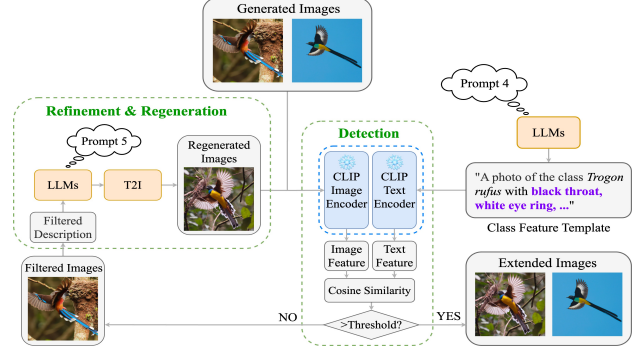 Generated Images
Refinement & Regeneration
Prompt 5
Regenerated
Images
LLMs
T2I
Filtered
Description
Filtered Images
Detection
CLIP
Image
Encoder
CLIP
Text
Encoder
Image
Feature
Text
Feature
Cosine Similarity
>Threshold?
NO
YES
Prompt 4
LLMs
"A photo of the class Trogon
rufus with black throat,
white eye ring, ..."
Class Feature Template
Extended Images